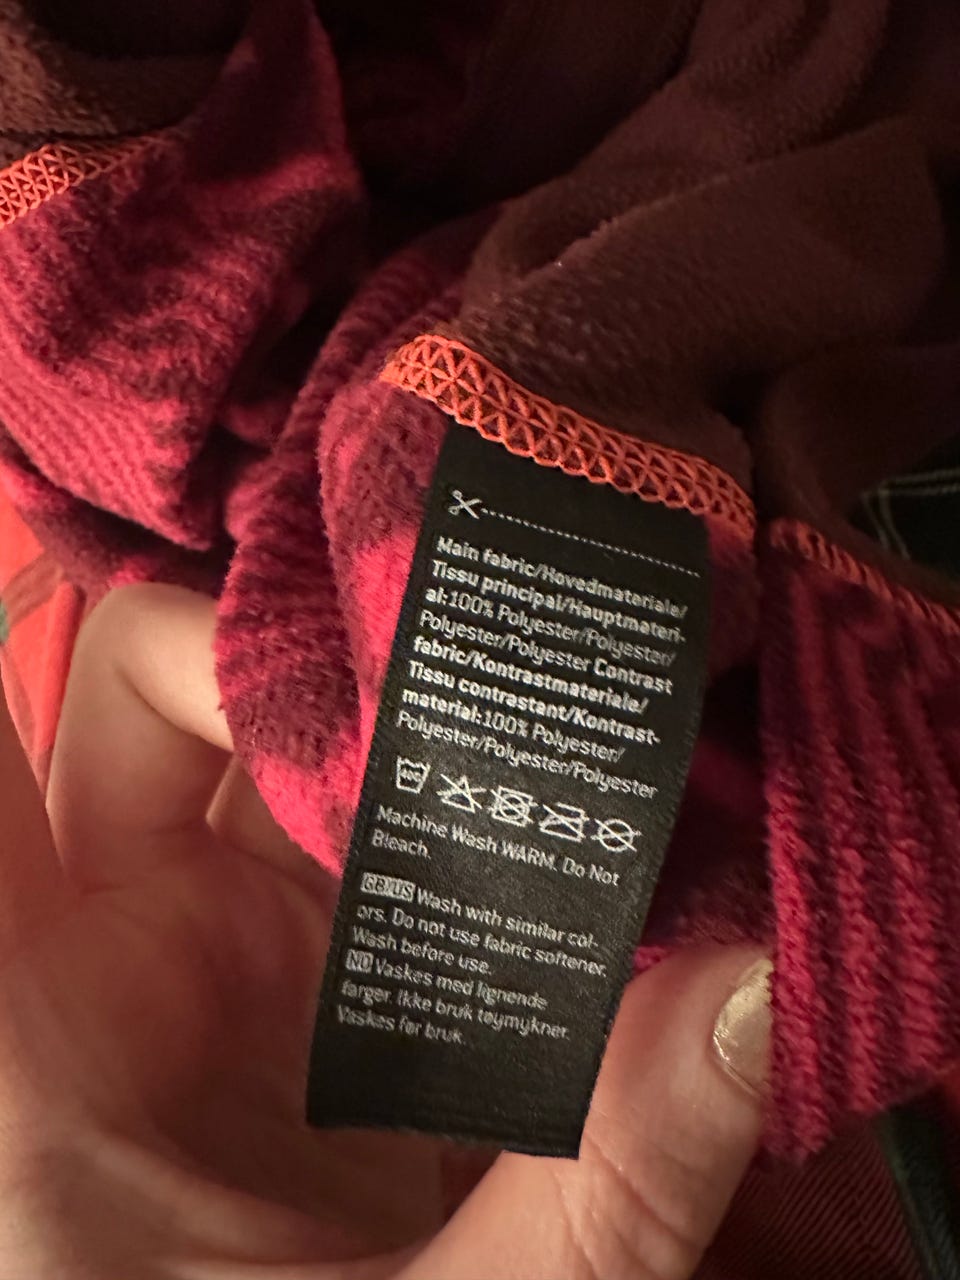 Main fabric/Hovedmateriale/
Tissu principal/Hauptmateri-
al:100% Polyester/Polyester/
Polyester/Polyester Contrast
fabric/Kontrastmateriale/
Tissu contrastant/Kontrast-
material:100% Polyester/
Polyester/Polyester/Polyester
Machine Wash WARM. Do Not
Bleach.
GB/US Wash with similar col-
ors. Do not use fabric softener.
Wash before use.
NO Vaskes med lignende
farger. Ikke bruk tøymykner.
Vaskes før bruk.